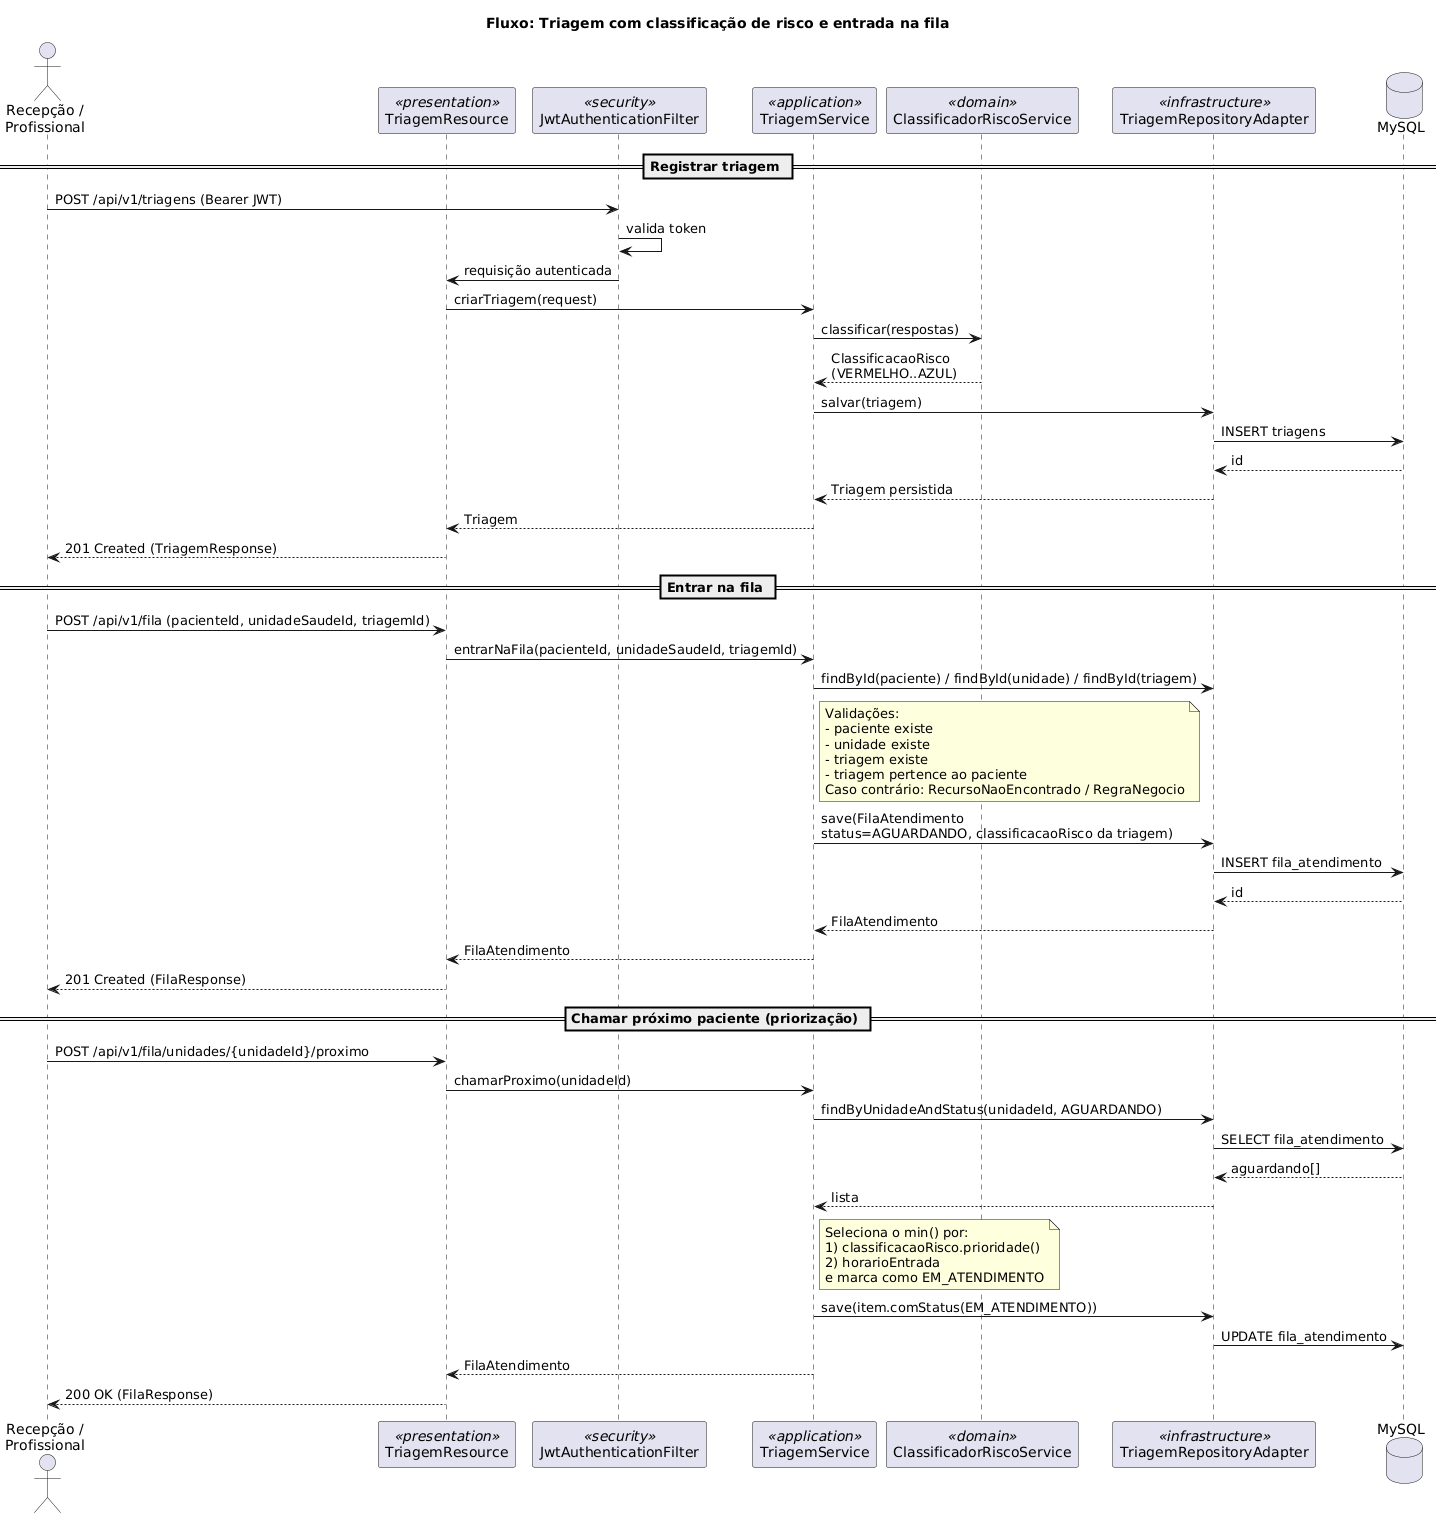 Fluxo: Triagem com classificação de risco e entrada na fila
Recepção /
Profissional
«presentation»
TriagemResource
«security»
JwtAuthenticationFilter
«application»
TriagemService
«domain»
ClassificadorRiscoService
«infrastructure»
TriagemRepositoryAdapter
MySQL
Registrar triagem
POST /api/v1/triagens (Bearer JWT)
valida token
requisição autenticada
criarTriagem(request)
classificar(respostas)
ClassificacaoRisco
(VERMELHO..AZUL)
salvar(triagem)
INSERT triagens
id
Triagem persistida
Triagem
201 Created (TriagemResponse)
Entrar na fila
POST /api/v1/fila (pacienteId, unidadeSaudeId, triagemId)
entrarNaFila(pacienteId, unidadeSaudeId, triagemId)
findById(paciente) / findById(unidade) / findById(triagem)
Validações:
- paciente existe
- unidade existe
- triagem existe
- triagem pertence ao paciente
Caso contrário: RecursoNaoEncontrado / RegraNegocio
save(FilaAtendimento
status=AGUARDANDO, classificacaoRisco da triagem)
INSERT fila_atendimento
id
FilaAtendimento
FilaAtendimento
201 Created (FilaResponse)
Chamar próximo paciente (priorização)
POST /api/v1/fila/unidades/{unidadeId}/proximo
chamarProximo(unidadeId)
findByUnidadeAndStatus(unidadeId, AGUARDANDO)
SELECT fila_atendimento
aguardando[]
lista
Seleciona o min() por:
1) classificacaoRisco.prioridade()
2) horarioEntrada
e marca como EM_ATENDIMENTO
save(item.comStatus(EM_ATENDIMENTO))
UPDATE fila_atendimento
FilaAtendimento
200 OK (FilaResponse)
Recepção /
Profissional
«presentation»
TriagemResource
«security»
JwtAuthenticationFilter
«application»
TriagemService
«domain»
ClassificadorRiscoService
«infrastructure»
TriagemRepositoryAdapter
MySQL